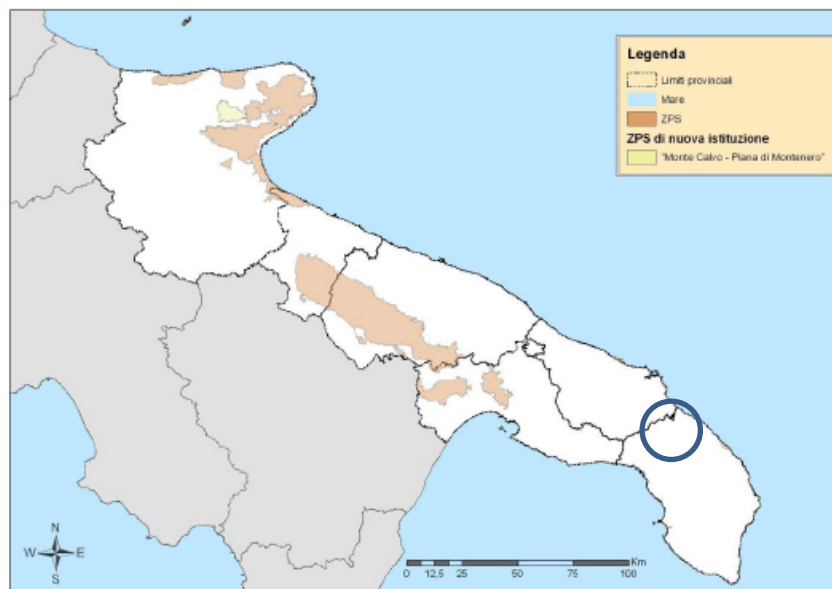 Legenda
Limiti provinciali
Mare
ZPS
ZPS di nuova istituzione
"Monte Calvo - Piana di Montenero"
N
W E
S
Km
0 12,5 25 50 75 100